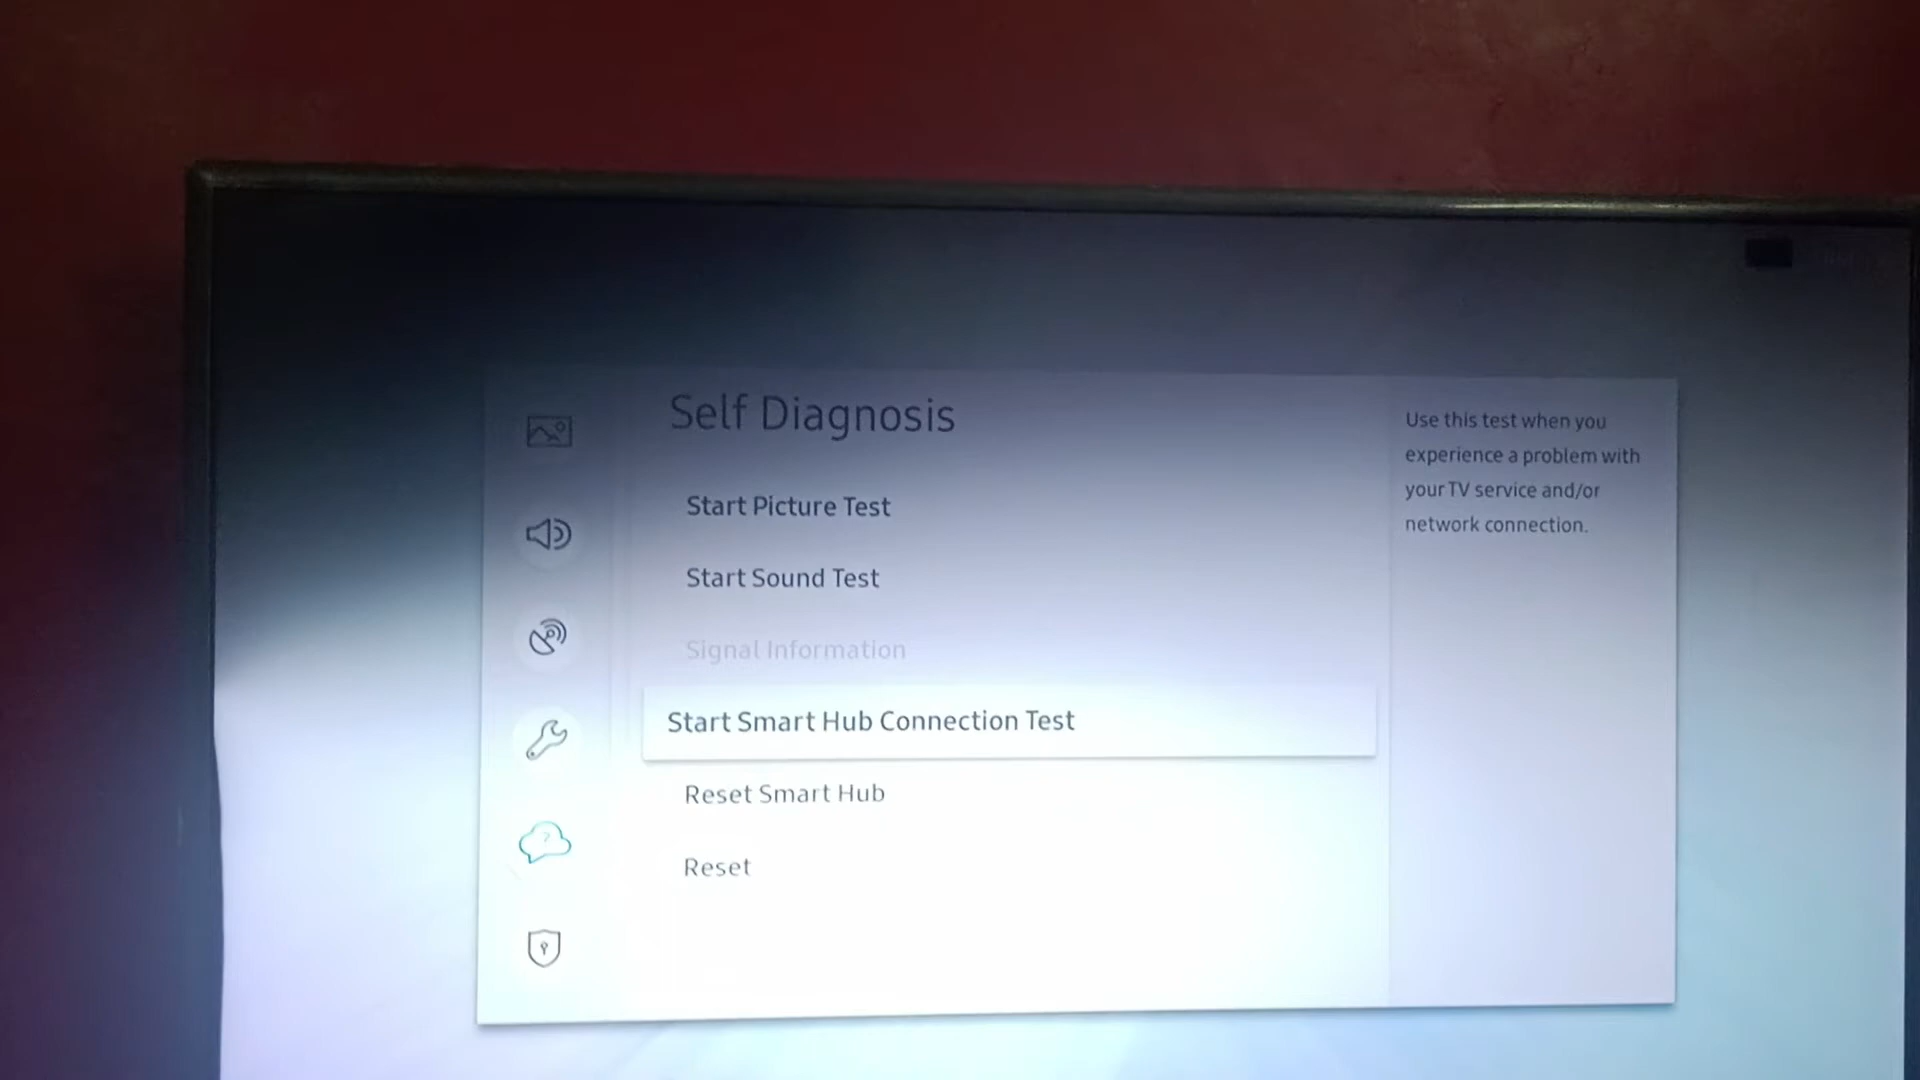 Self Diagnosis
Start Picture Test
Start Sound Test
Signal Information
Start Smart Hub Connection Test
Reset Smart Hub
Reset
Use this test when you
experience a problem with
your TV service and/or
network connection.